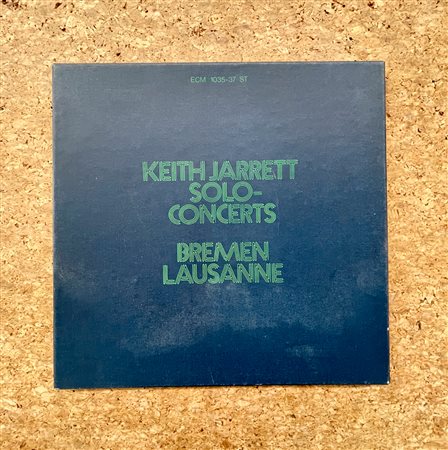 ECM 1035-37 ST
KEITH JARRETT
SOLO-
CONCERTS
BREMEN
LAUSANNE